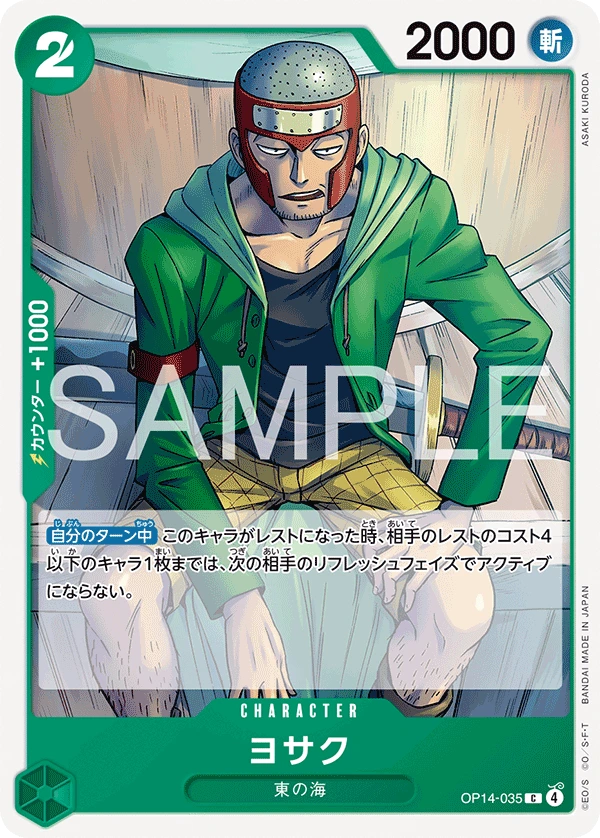 2
2000 斬
ASAKI KURODA
カウンター +1000
SAMPLE
自分のターン中 このキャラがレストになった時、相手のレストのコスト4
以下のキャラ1枚までは、次の相手のリフレッシュフェイズでアクティブ
にならない。
CHARACTER
ヨサク
東の海
OP14-035 C 4
©EO/S ©O/S・F・T BANDAI MADE IN JAPAN